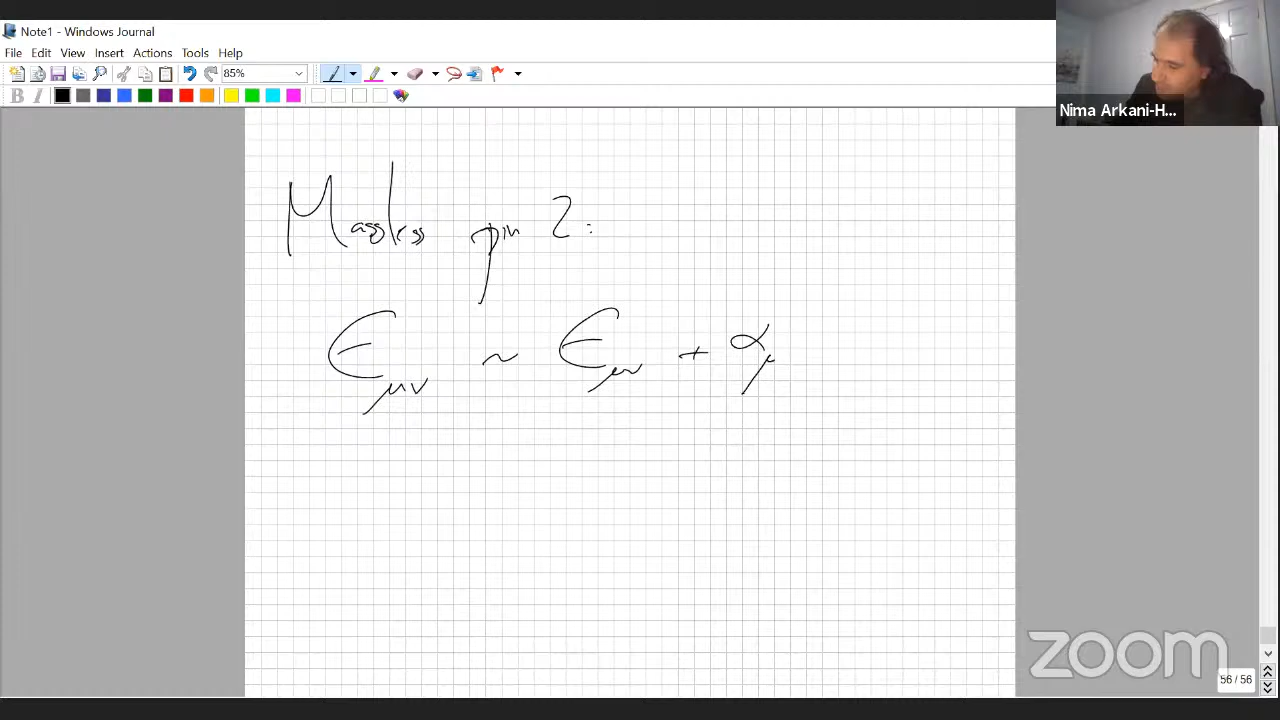 Note1 - Windows Journal
File Edit View Insert Actions Tools Help
85%
B I
Nima Arkani-H...
Massless spin 2:
ϵμν ~ ϵμν + αμ
zoom
56 / 56